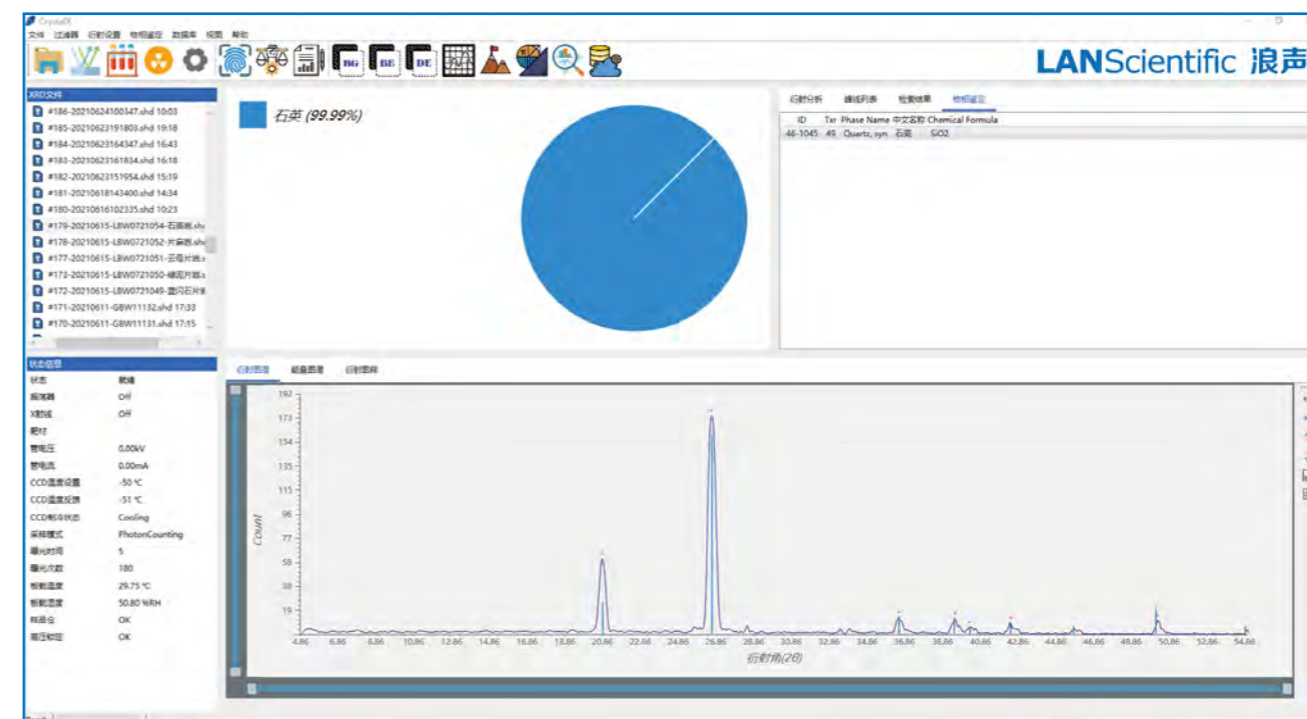 CrystalX
文件 过滤器 衍射设置 物相鉴定 数据库 视图 帮助
BG BE DE
LANScientific 浪声
XRD文件
#186-20210624100347.shd 10:03
#185-20210623191803.shd 19:18
#184-20210623164347.shd 16:43
#183-20210623161834.shd 16:18
#182-20210623151954.shd 15:19
#181-20210618143400.shd 14:34
#180-20210616102335.shd 10:23
#179-20210615-LBW0721054-石英岩.sh
#178-20210615-LBW0721052-片麻岩.sh
#177-20210615-LBW0721051-云母片岩.s
#173-20210615-LBW0721050-绿泥片岩.s
#172-20210615-LBW0721049-蓝闪石片岩
#171-20210611-GBW11132.shd 17:33
#170-20210611-GBW11131.shd 17:15
石英 (99.99%)
衍射分析 峰线列表 检索结果 物相鉴定
ID Txr Phase Name 中文名称 Chemical Formula
46-1045 49 Quartz, syn 石英 SiO2
状态信息
状态 就绪
振荡器 Off
X射线 Off
靶材
管电压 0.00kV
管电流 0.00mA
CCD温度设置 -50 ℃
CCD温度反馈 -51 ℃
CCD制冷状态 Cooling
采样模式 PhotonCounting
曝光时间 5
曝光次数 180
板载温度 29.75 ℃
板载湿度 50.80 %RH
样品仓 OK
高压锁定 OK
衍射图谱 能量图谱 衍射图样
192
173
154
135
115
96
77
58
38
19
Count
4.86 6.86 8.86 10.86 12.86 14.86 16.86 18.86 20.86 22.86 24.86 26.86 28.86 30.86 32.86 34.86 36.86 38.86 40.86 42.86 44.86 46.86 48.86 50.86 52.86 54.86
衍射角(2θ)